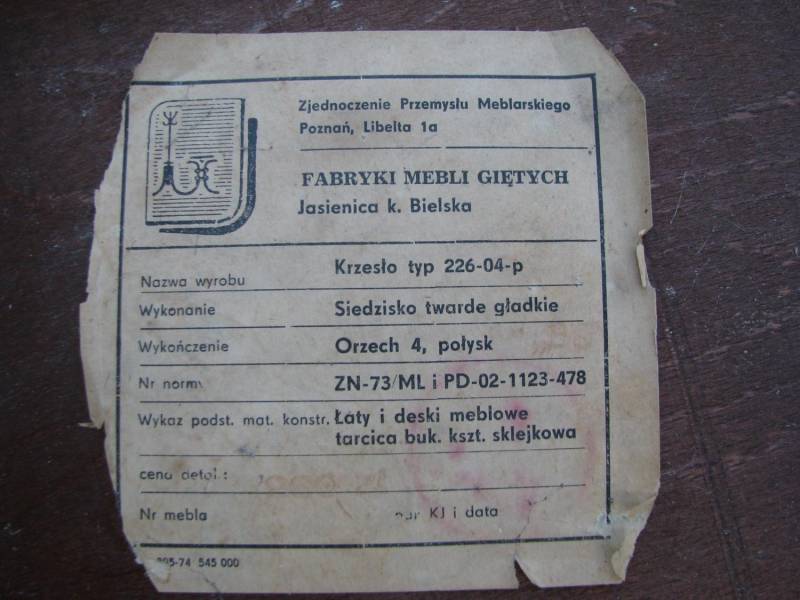 Zjednoczenie Przemysłu Meblarskiego
Poznań, Libelta 1a
FABRYKI MEBLI GIĘTYCH
Jasienica k. Bielska
Nazwa wyrobu Krzesło typ 226-04-p
Wykonanie Siedzisko twarde gładkie
Wykończenie Orzech 4, połysk
Nr normy ZN-73/ML i PD-02-1123-478
Wykaz podst. mat. konstr. Łaty i deski meblowe
tarcica buk. kszt. sklejkowa
cena detal.:
Nr mebla KJ i data
545 000